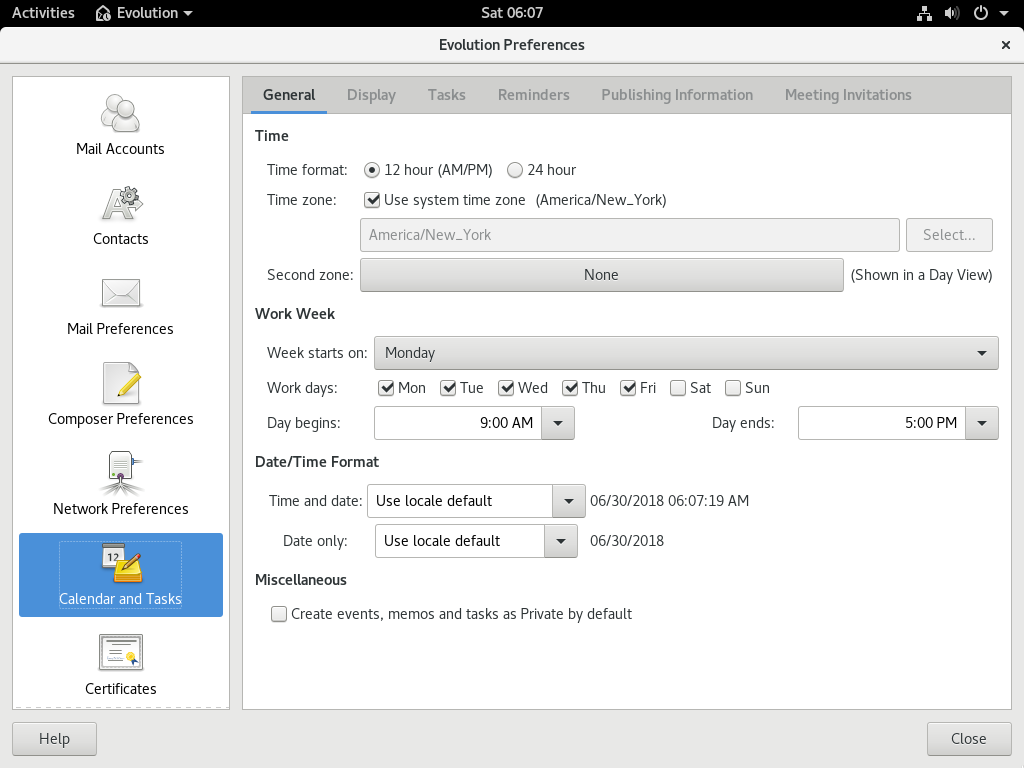 Activities Evolution Sat 06:07
Evolution Preferences
Mail Accounts
Contacts
Mail Preferences
Composer Preferences
Network Preferences
12
Calendar and Tasks
Certificates
General Display Tasks Reminders Publishing Information Meeting Invitations
Time
Time format: 12 hour (AM/PM) 24 hour
Time zone: Use system time zone (America/New_York)
America/New_York Select...
Second zone: None (Shown in a Day View)
Work Week
Week starts on: Monday
Work days: Mon Tue Wed Thu Fri Sat Sun
Day begins: 9:00 AM Day ends: 5:00 PM
Date/Time Format
Time and date: Use locale default 06/30/2018 06:07:19 AM
Date only: Use locale default 06/30/2018
Miscellaneous
Create events, memos and tasks as Private by default
Help Close